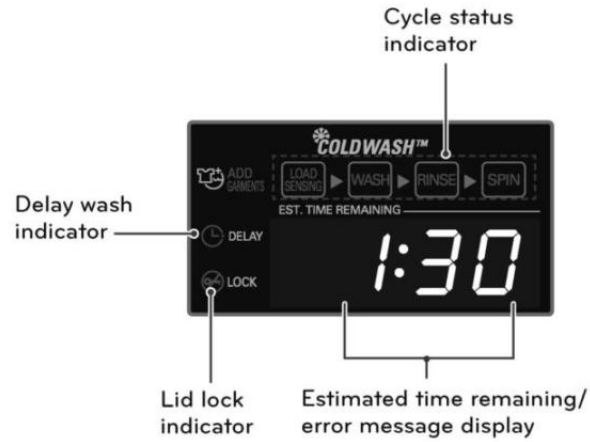 Cycle status
indicator
COLDWASH™
ADD
GARMENTS
LOAD
SENSING
WASH
RINSE
SPIN
EST. TIME REMAINING
Delay wash
indicator
DELAY
1:30
LOCK
Lid lock
indicator
Estimated time remaining/
error message display